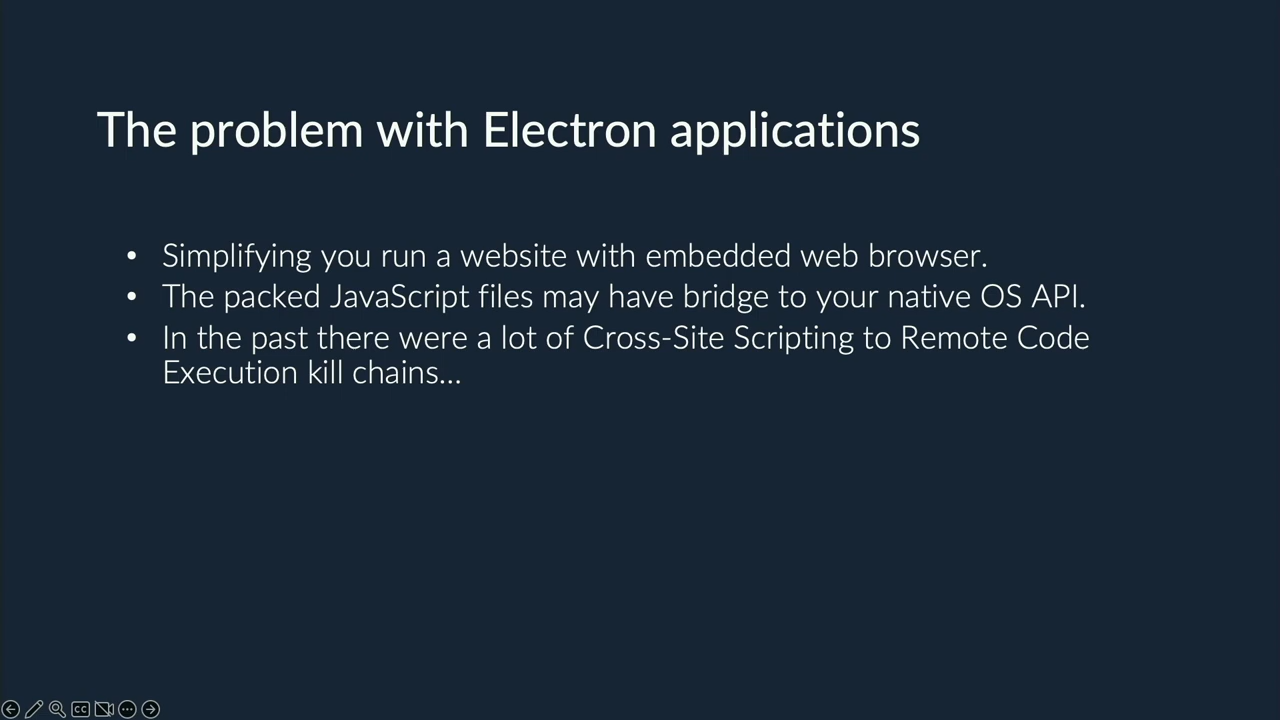 The problem with Electron applications
• Simplifying you run a website with embedded web browser.
• The packed JavaScript files may have bridge to your native OS API.
• In the past there were a lot of Cross-Site Scripting to Remote Code
Execution kill chains...
CC